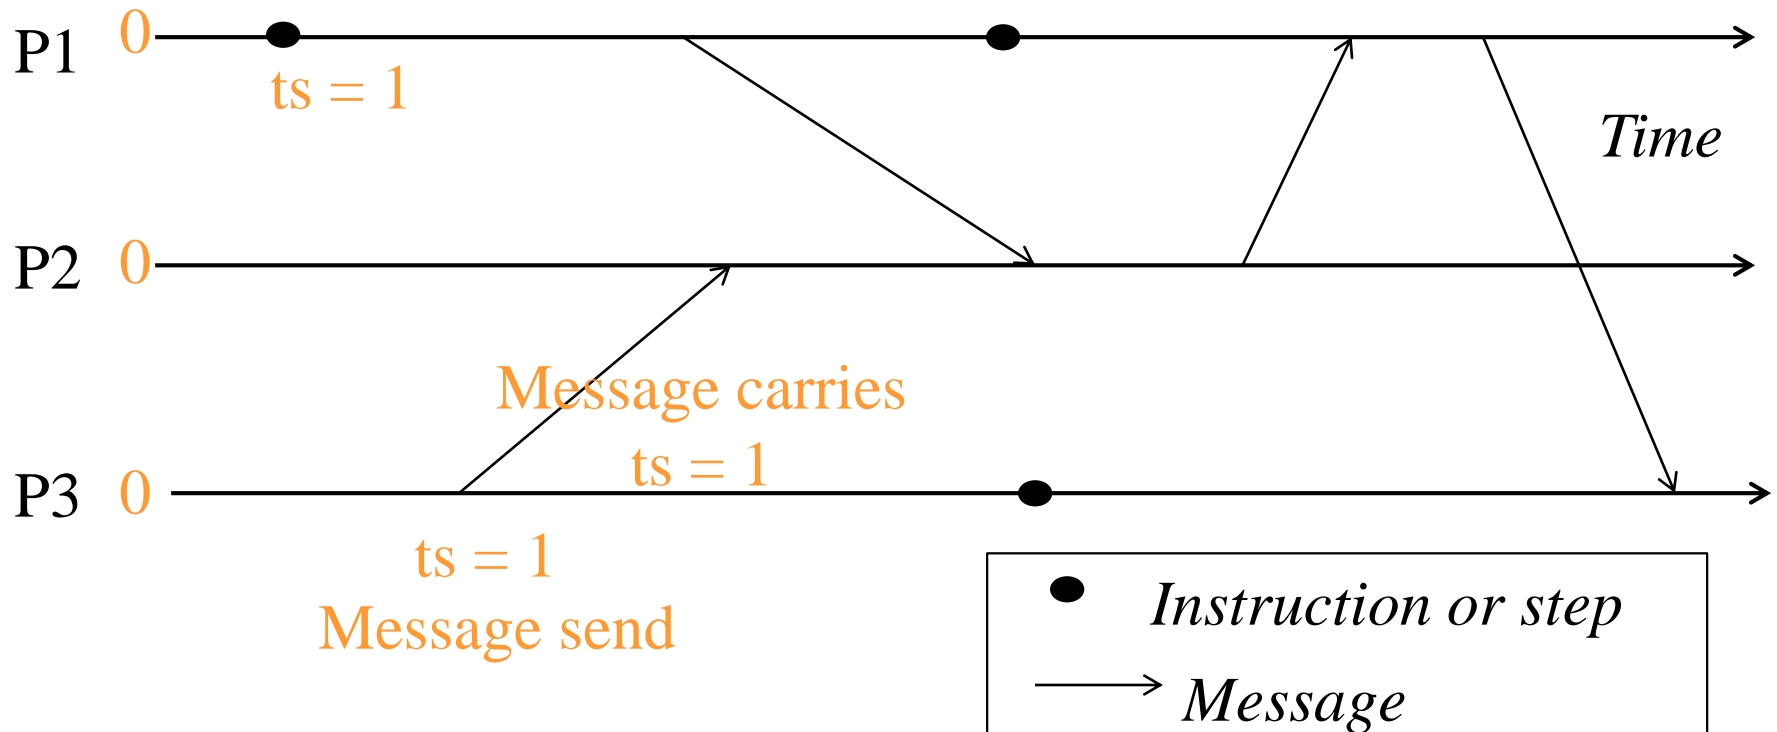 P1 0
ts = 1
Time
P2 0
Message carries
ts = 1
P3 0
ts = 1
Message send
Instruction or step
Message